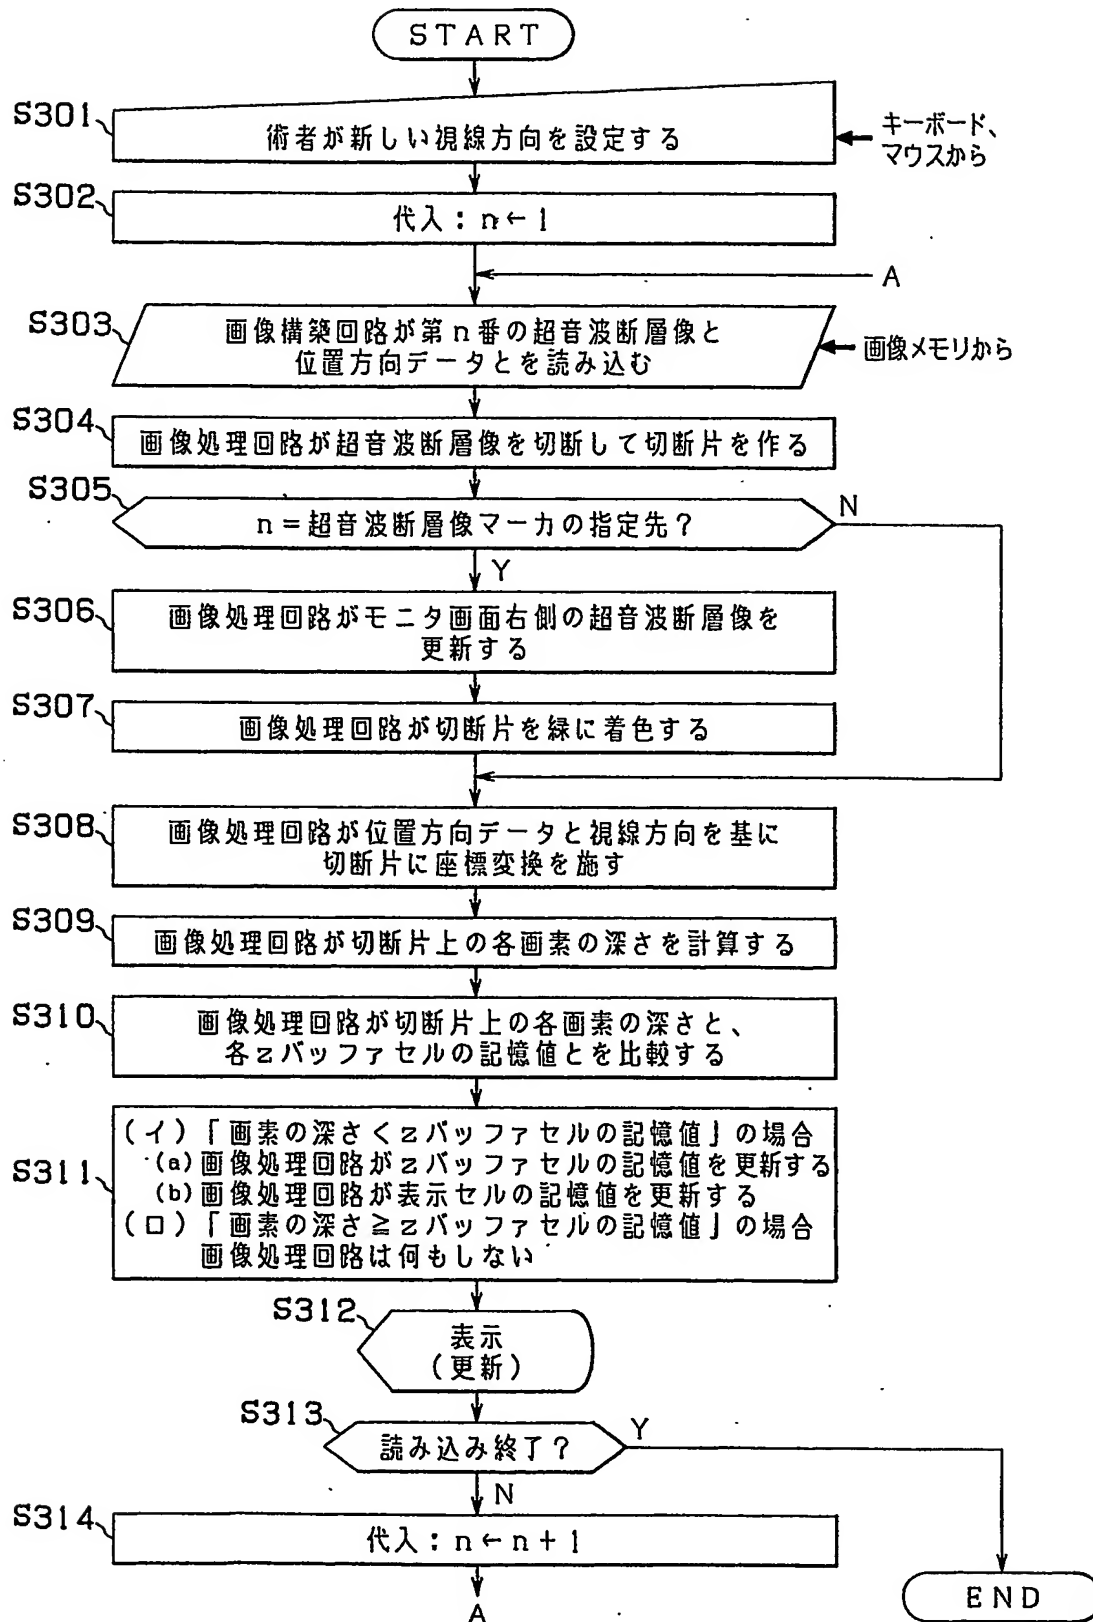 START
S301
術者が新しい視線方向を設定する
キーボード、
マウスから
S302
代入：n←1
A
S303
画像構築回路が第n番の超音波断層像と
位置方向データとを読み込む
画像メモリから
S304
画像処理回路が超音波断層像を切断して切断片を作る
S305
n＝超音波断層像マーカの指定先？
N
Y
S306
画像処理回路がモニタ画面右側の超音波断層像を
更新する
S307
画像処理回路が切断片を緑に着色する
S308
画像処理回路が位置方向データと視線方向を基に
切断片に座標変換を施す
S309
画像処理回路が切断片上の各画素の深さを計算する
S310
画像処理回路が切断片上の各画素の深さと、
各zバッファセルの記憶値とを比較する
S311
(イ)「画素の深さ＜zバッファセルの記憶値」の場合
(a)画像処理回路がzバッファセルの記憶値を更新する
(b)画像処理回路が表示セルの記憶値を更新する
(ロ)「画素の深さ≧zバッファセルの記憶値」の場合
画像処理回路は何もしない
S312
表示
(更新)
S313
読み込み終了？
Y
N
S314
代入：n←n＋1
A
END